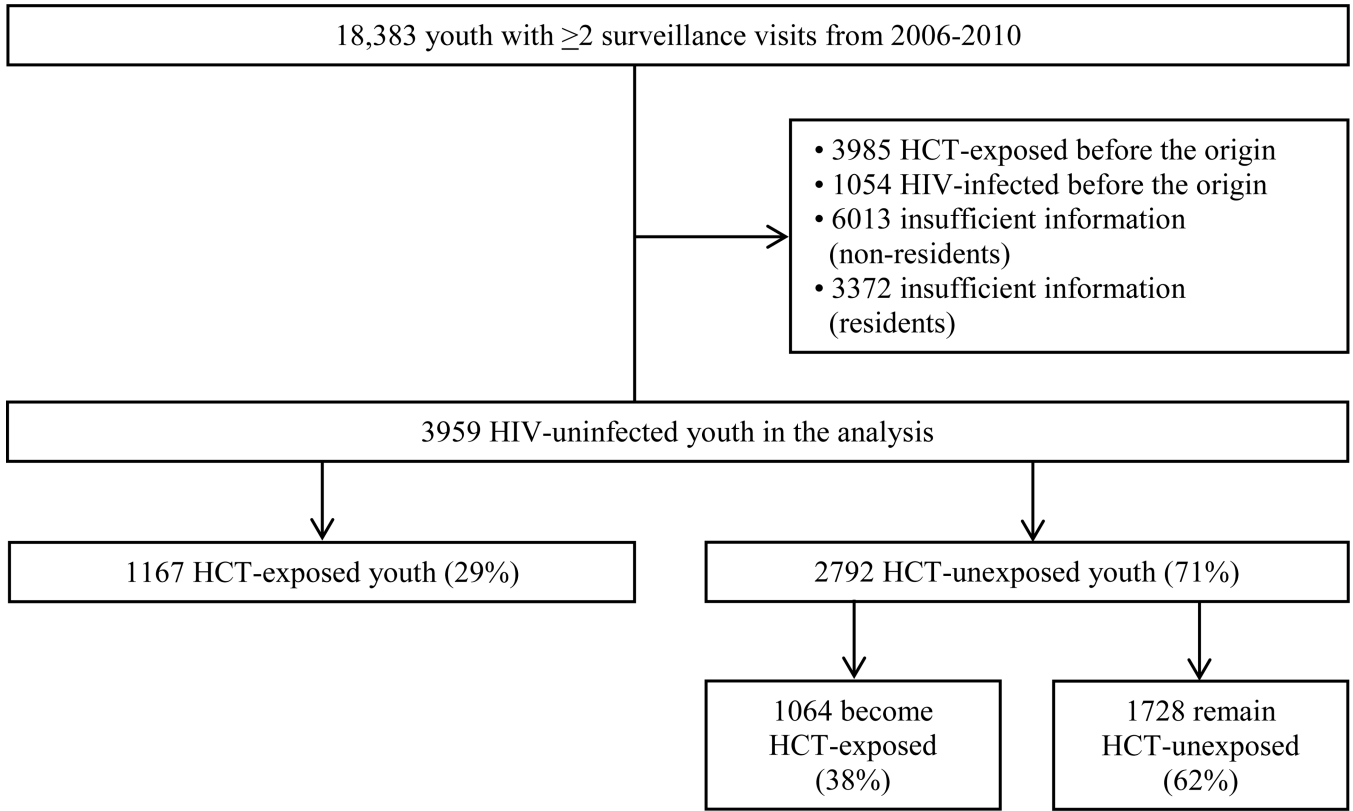 18,383 youth with ≥2 surveillance visits from 2006-2010
• 3985 HCT-exposed before the origin
• 1054 HIV-infected before the origin
• 6013 insufficient information
(non-residents)
• 3372 insufficient information
(residents)
3959 HIV-uninfected youth in the analysis
1167 HCT-exposed youth (29%)
2792 HCT-unexposed youth (71%)
1064 become
HCT-exposed
(38%)
1728 remain
HCT-unexposed
(62%)